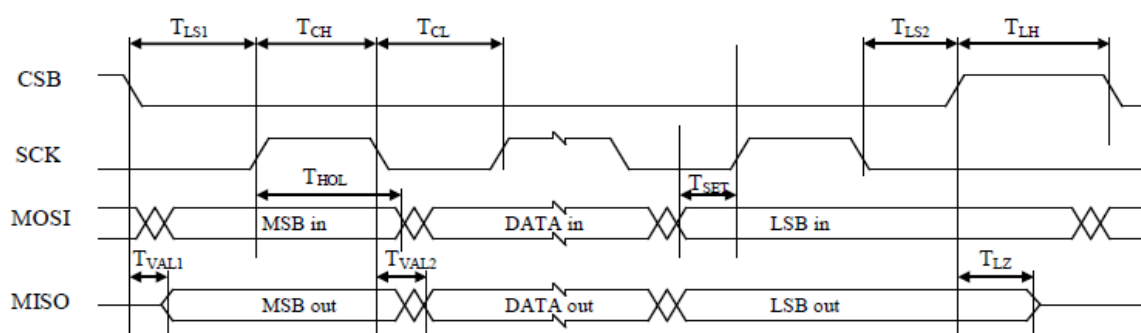 TLS1 TCH TCL TLS2 TLH
CSB
SCK
THOL TSET
MOSI MSB in DATA in LSB in
TVAL1 TVAL2 TLZ
MISO MSB out DATA out LSB out